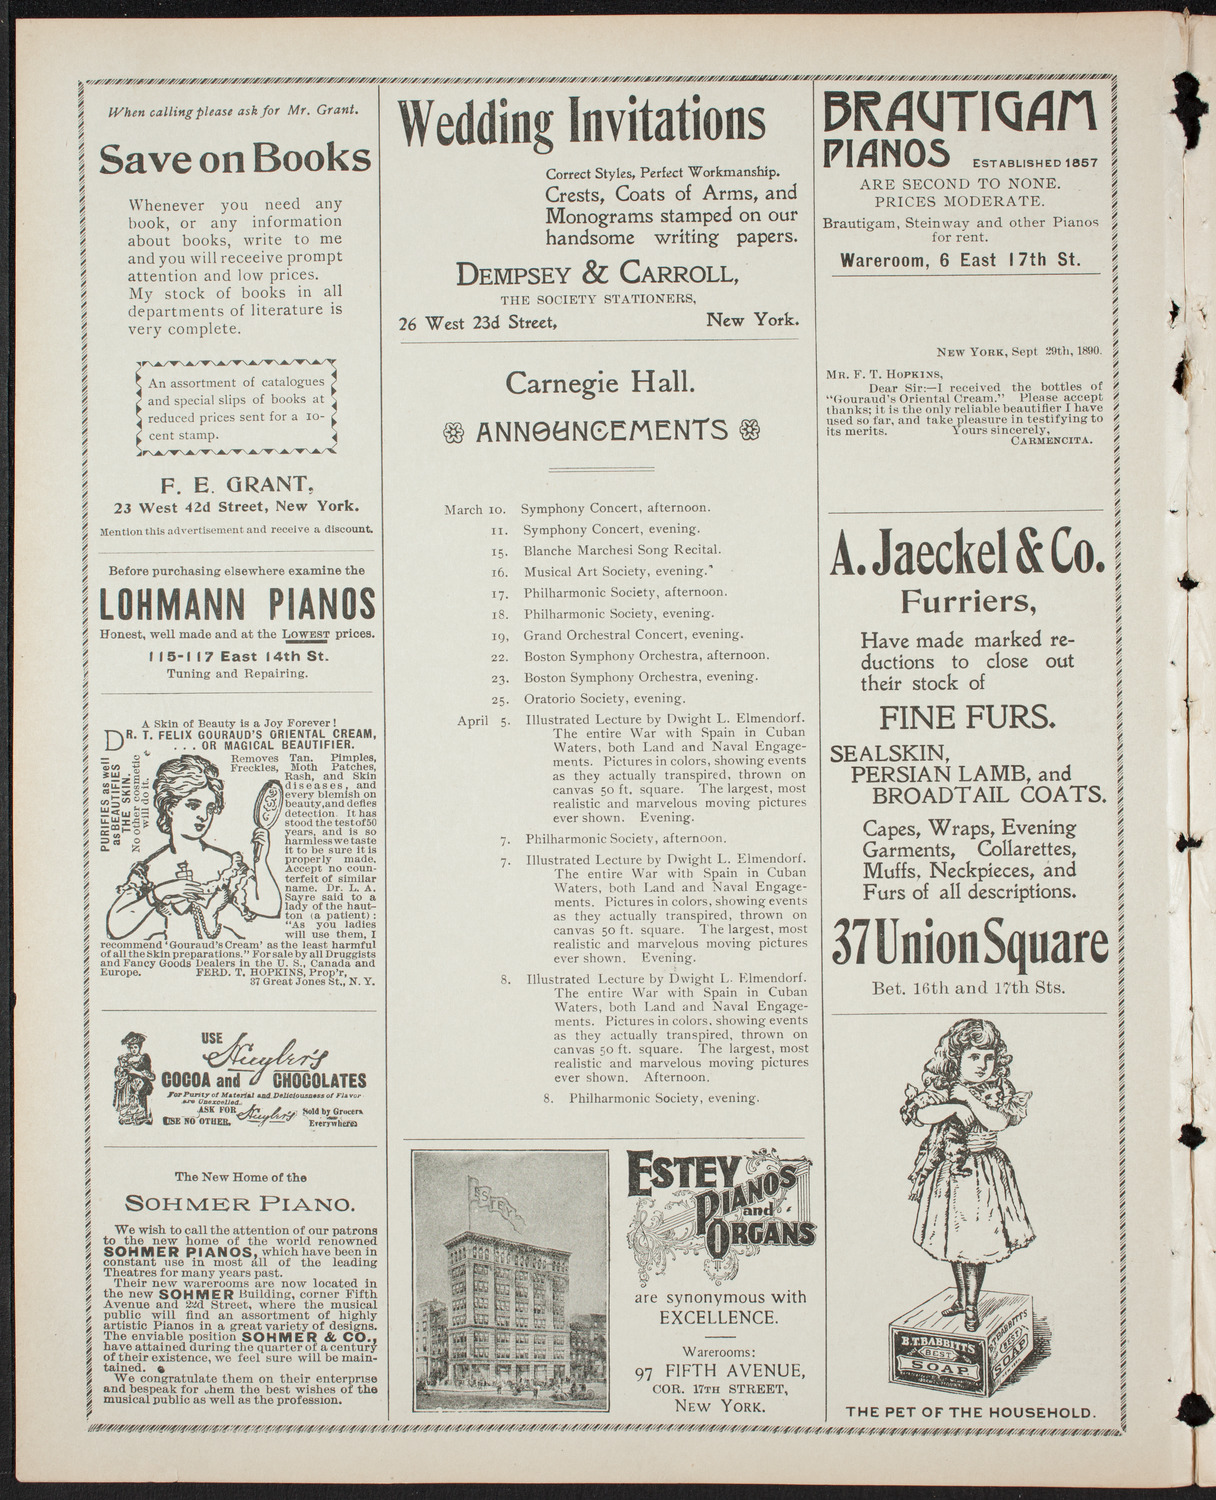 When calling please ask for Mr. Grant.
Save on Books
Whenever you need any
book, or any information
about books, write to me
and you will receeive prompt
attention and low prices.
My stock of books in all
departments of literature is
very complete.
An assortment of catalogues
and special slips of books at
reduced prices sent for a 10-
cent stamp.
F. E. GRANT,
23 West 42d Street, New York.
Mention this advertisement and receive a discount.
Before purchasing elsewhere examine the
LOHMANN PIANOS
Honest, well made and at the LOWEST prices.
115-117 East 14th St.
Tuning and Repairing.
A Skin of Beauty is a Joy Forever!
DR. T. FELIX GOURAUD'S ORIENTAL CREAM,
. . . OR MAGICAL BEAUTIFIER.
PURIFIES as well
as BEAUTIFIES
THE SKIN.
No other cosmetic
will do it.
Removes Tan, Pimples,
Freckles, Moth Patches,
Rash, and Skin
diseases, and
every blemish on
beauty, and defies
detection. It has
stood the test of 50
years, and is so
harmless we taste
it to be sure it is
properly made.
Accept no coun-
terfeit of similar
name. Dr. L. A.
Sayre said to a
lady of the haut-
ton (a patient):
"As you ladies
will use them, I
recommend 'Gouraud's Cream' as the least harmful
of all the Skin preparations." For sale by all Druggists
and Fancy Goods Dealers in the U. S., Canada and
Europe. FERD. T. HOPKINS, Prop'r,
37 Great Jones St., N. Y.
USE
Huyler's
COCOA and CHOCOLATES
For Purity of Material and Deliciousness of Flavor
are Unexcelled.
ASK FOR Huyler's Sold by Grocers
USE NO OTHER. Everywhere
The New Home of the
SOHMER PIANO.
We wish to call the attention of our patrons
to the new home of the world renowned
SOHMER PIANOS, which have been in
constant use in most all of the leading
Theatres for many years past.
Their new warerooms are now located in
the new SOHMER Building, corner Fifth
Avenue and 22d Street, where the musical
public will find an assortment of highly
artistic Pianos in a great variety of designs.
The enviable position SOHMER & CO.,
have attained during the quarter of a century
of their existence, we feel sure will be main-
tained.
We congratulate them on their enterprise
and bespeak for them the best wishes of the
musical public as well as the profession.
Wedding Invitations
Correct Styles, Perfect Workmanship.
Crests, Coats of Arms, and
Monograms stamped on our
handsome writing papers.
DEMPSEY & CARROLL,
THE SOCIETY STATIONERS,
26 West 23d Street, New York.
Carnegie Hall.
ANNOUNCEMENTS
March 10. Symphony Concert, afternoon.
11. Symphony Concert, evening.
15. Blanche Marchesi Song Recital.
16. Musical Art Society, evening.
17. Philharmonic Society, afternoon.
18. Philharmonic Society, evening.
19, Grand Orchestral Concert, evening.
22. Boston Symphony Orchestra, afternoon.
23. Boston Symphony Orchestra, evening.
25. Oratorio Society, evening.
April 5. Illustrated Lecture by Dwight L. Elmendorf.
The entire War with Spain in Cuban
Waters, both Land and Naval Engage-
ments. Pictures in colors, showing events
as they actually transpired, thrown on
canvas 50 ft. square. The largest, most
realistic and marvelous moving pictures
ever shown. Evening.
7. Philharmonic Society, afternoon.
7. Illustrated Lecture by Dwight L. Elmendorf.
The entire War with Spain in Cuban
Waters, both Land and Naval Engage-
ments. Pictures in colors, showing events
as they actually transpired, thrown on
canvas 50 ft. square. The largest, most
realistic and marvelous moving pictures
ever shown. Evening.
8. Illustrated Lecture by Dwight L. Elmendorf.
The entire War with Spain in Cuban
Waters, both Land and Naval Engage-
ments. Pictures in colors, showing events
as they actually transpired, thrown on
canvas 50 ft. square. The largest, most
realistic and marvelous moving pictures
ever shown. Afternoon.
8. Philharmonic Society, evening.
ESTEY
ESTEY
PIANOS
and
ORGANS
are synonymous with
EXCELLENCE.
Warerooms:
97 FIFTH AVENUE,
COR. 17TH STREET,
NEW YORK.
BRAUTIGAM
PIANOS ESTABLISHED 1857
ARE SECOND TO NONE.
PRICES MODERATE.
Brautigam, Steinway and other Pianos
for rent.
Wareroom, 6 East 17th St.
NEW YORK, Sept 29th, 1890.
MR. F. T. HOPKINS,
Dear Sir:—I received the bottles of
"Gouraud's Oriental Cream." Please accept
thanks; it is the only reliable beautifier I have
used so far, and take pleasure in testifying to
its merits. Yours sincerely,
CARMENCITA.
A. Jaeckel & Co.
Furriers,
Have made marked re-
ductions to close out
their stock of
FINE FURS.
SEALSKIN,
PERSIAN LAMB, and
BROADTAIL COATS.
Capes, Wraps, Evening
Garments, Collarettes,
Muffs, Neckpieces, and
Furs of all descriptions.
37 Union Square
Bet. 16th and 17th Sts.
B.T. BABBITT'S
BEST
SOAP
B.T. BABBITT'S
BEST
SOAP
THE PET OF THE HOUSEHOLD.